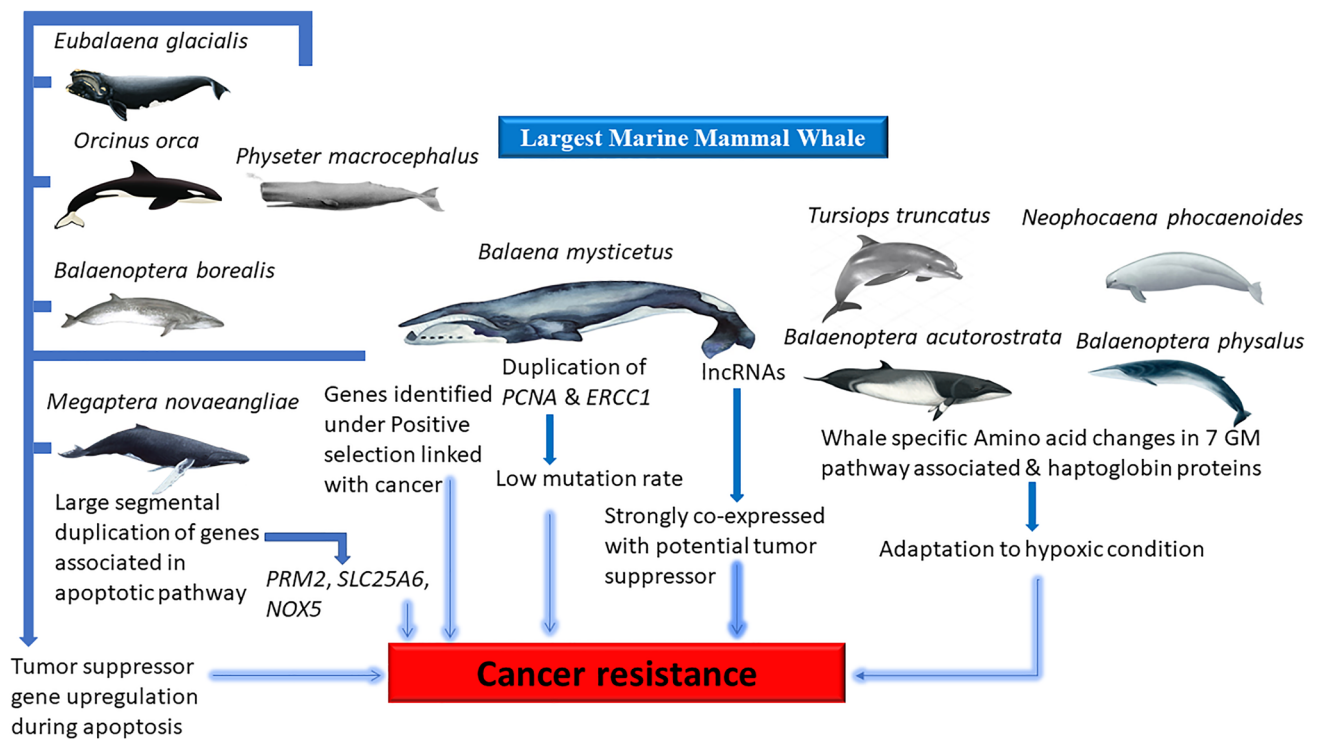 Eubalaena glacialis
Orcinus orca
Physeter macrocephalus
Largest Marine Mammal Whale
Balaenoptera borealis
Balaena mysticetus
Tursiops truncatus
Neophocaena phocaenoides
Balaenoptera acutorostrata
Balaenoptera physalus
Megaptera novaeangliae
Large segmental
duplication of genes
associated in
apoptotic pathway
PRM2, SLC25A6,
NOX5
Genes identified
under Positive
selection linked
with cancer
Duplication of
PCNA & ERCC1
Low mutation rate
lncRNAs
Strongly co-expressed
with potential tumor
suppressor
Whale specific Amino acid changes in 7 GM
pathway associated & haptoglobin proteins
Adaptation to hypoxic condition
Tumor suppressor
gene upregulation
during apoptosis
Cancer resistance